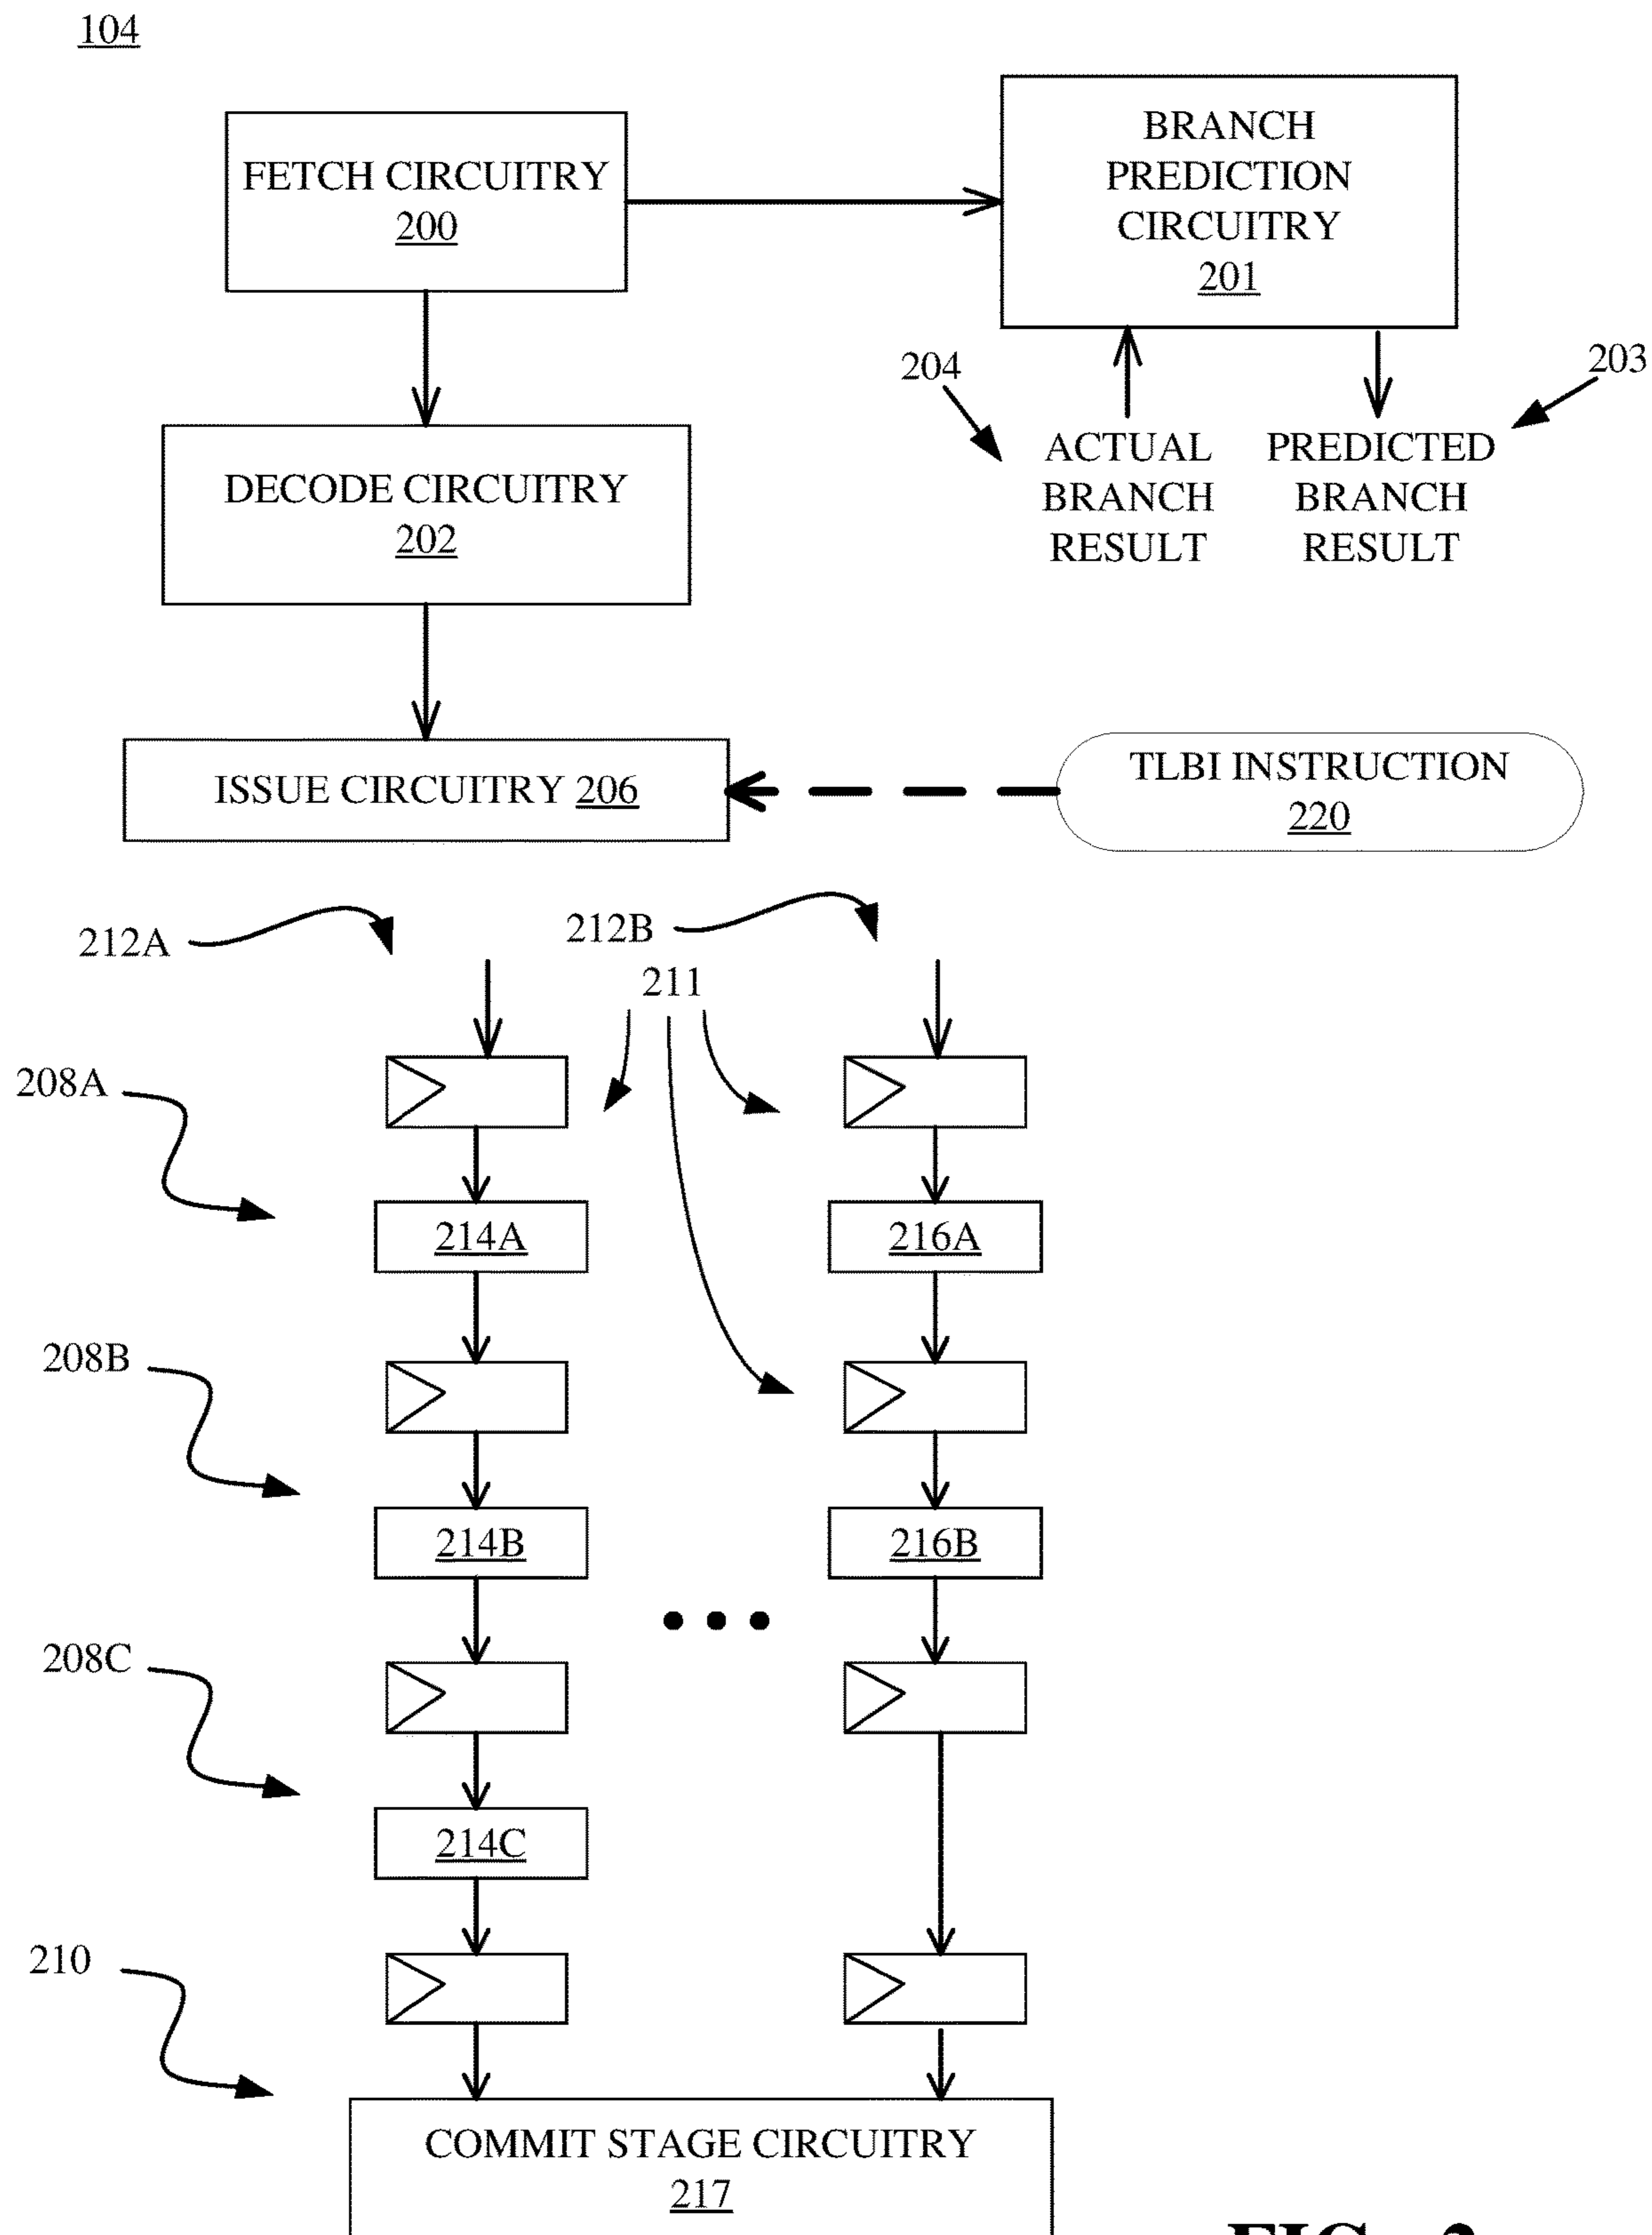 104
FETCH CIRCUITRY
200
BRANCH
PREDICTION
CIRCUITRY
201
204
203
ACTUAL
BRANCH
RESULT
PREDICTED
BRANCH
RESULT
DECODE CIRCUITRY
202
ISSUE CIRCUITRY 206
TLBI INSTRUCTION
220
212A
212B
211
208A
214A
216A
208B
214B
216B
208C
214C
210
COMMIT STAGE CIRCUITRY
217